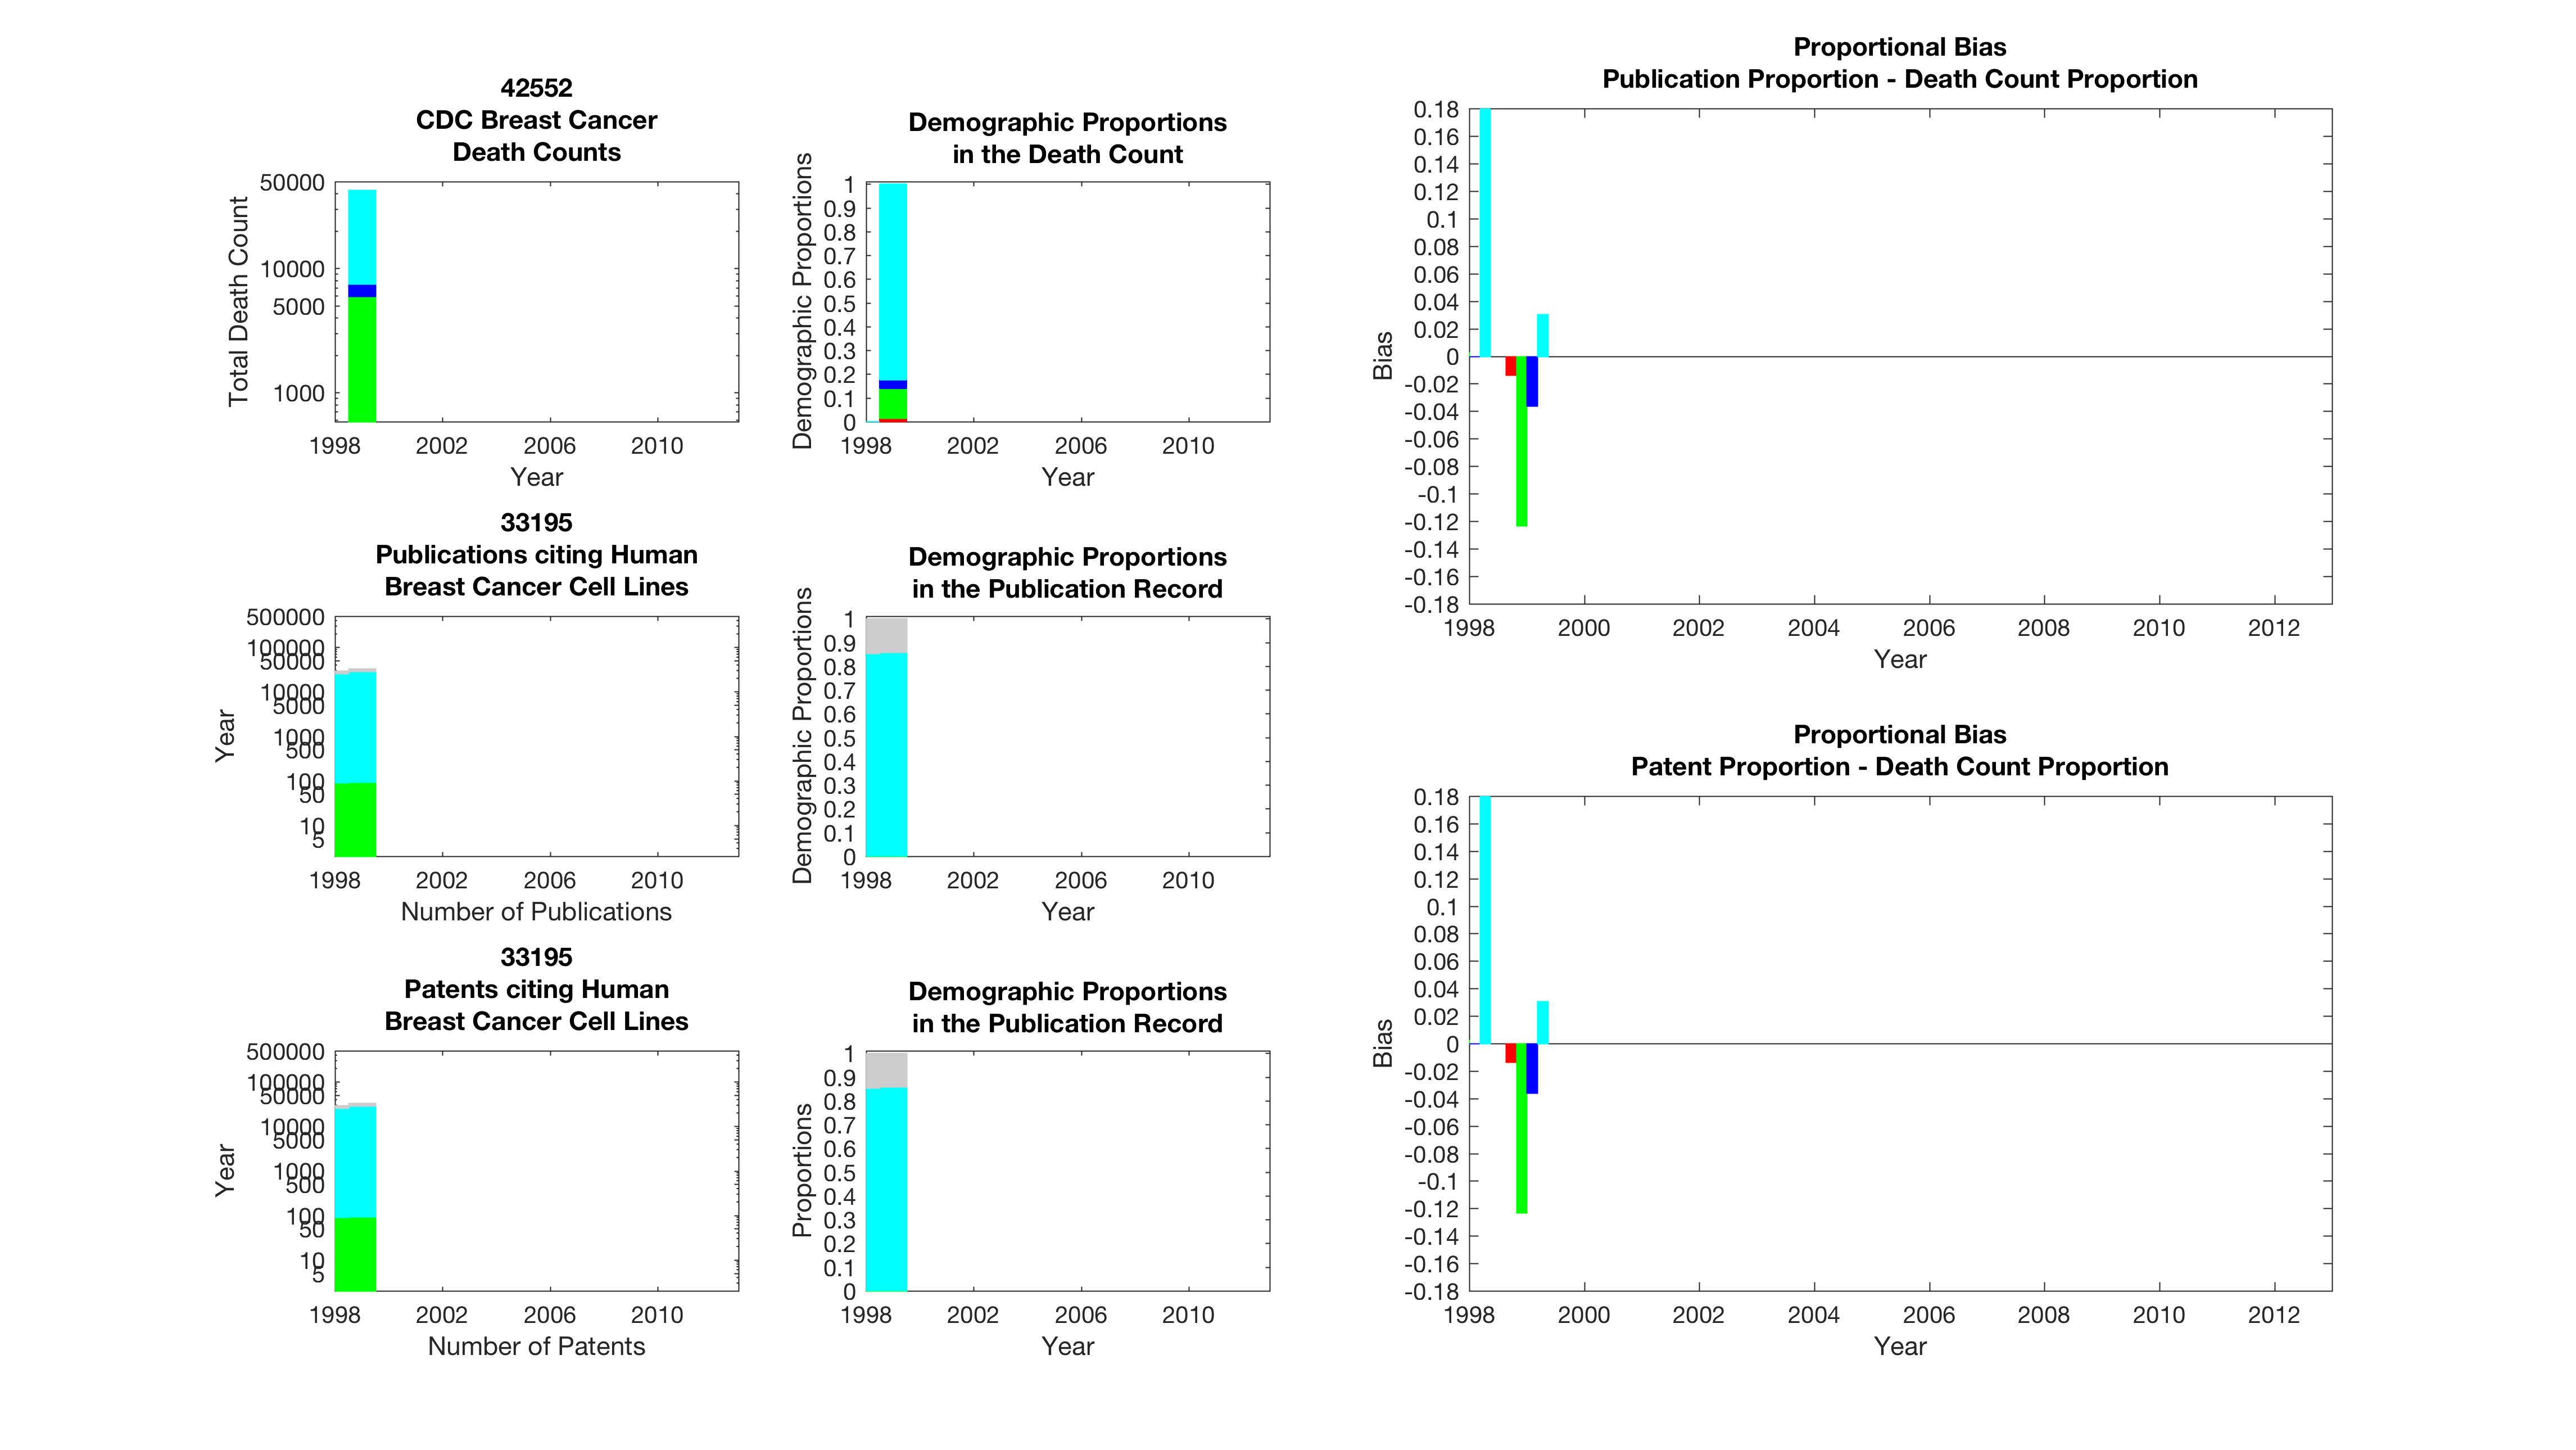 42552
CDC Breast Cancer
Death Counts
Total Death Count
50000
10000
5000
1000
1998 2002 2006 2010
Year
Demographic Proportions
in the Death Count
Demographic Proportions
1
0.9
0.8
0.7
0.6
0.5
0.4
0.3
0.2
0.1
0
1998 2002 2006 2010
Year
33195
Publications citing Human
Breast Cancer Cell Lines
Year
500000
100000
50000
10000
5000
1000
500
100
50
10
5
1998 2002 2006 2010
Number of Publications
Demographic Proportions
in the Publication Record
Demographic Proportions
1
0.9
0.8
0.7
0.6
0.5
0.4
0.3
0.2
0.1
0
1998 2002 2006 2010
Year
33195
Patents citing Human
Breast Cancer Cell Lines
Year
500000
100000
50000
10000
5000
1000
500
100
50
10
5
1998 2002 2006 2010
Number of Patents
Demographic Proportions
in the Publication Record
Proportions
1
0.9
0.8
0.7
0.6
0.5
0.4
0.3
0.2
0.1
0
1998 2002 2006 2010
Year
Proportional Bias
Publication Proportion - Death Count Proportion
Bias
0.18
0.16
0.14
0.12
0.1
0.08
0.06
0.04
0.02
0
-0.02
-0.04
-0.06
-0.08
-0.1
-0.12
-0.14
-0.16
-0.18
1998 2000 2002 2004 2006 2008 2010 2012
Year
Proportional Bias
Patent Proportion - Death Count Proportion
Bias
0.18
0.16
0.14
0.12
0.1
0.08
0.06
0.04
0.02
0
-0.02
-0.04
-0.06
-0.08
-0.1
-0.12
-0.14
-0.16
-0.18
1998 2000 2002 2004 2006 2008 2010 2012
Year